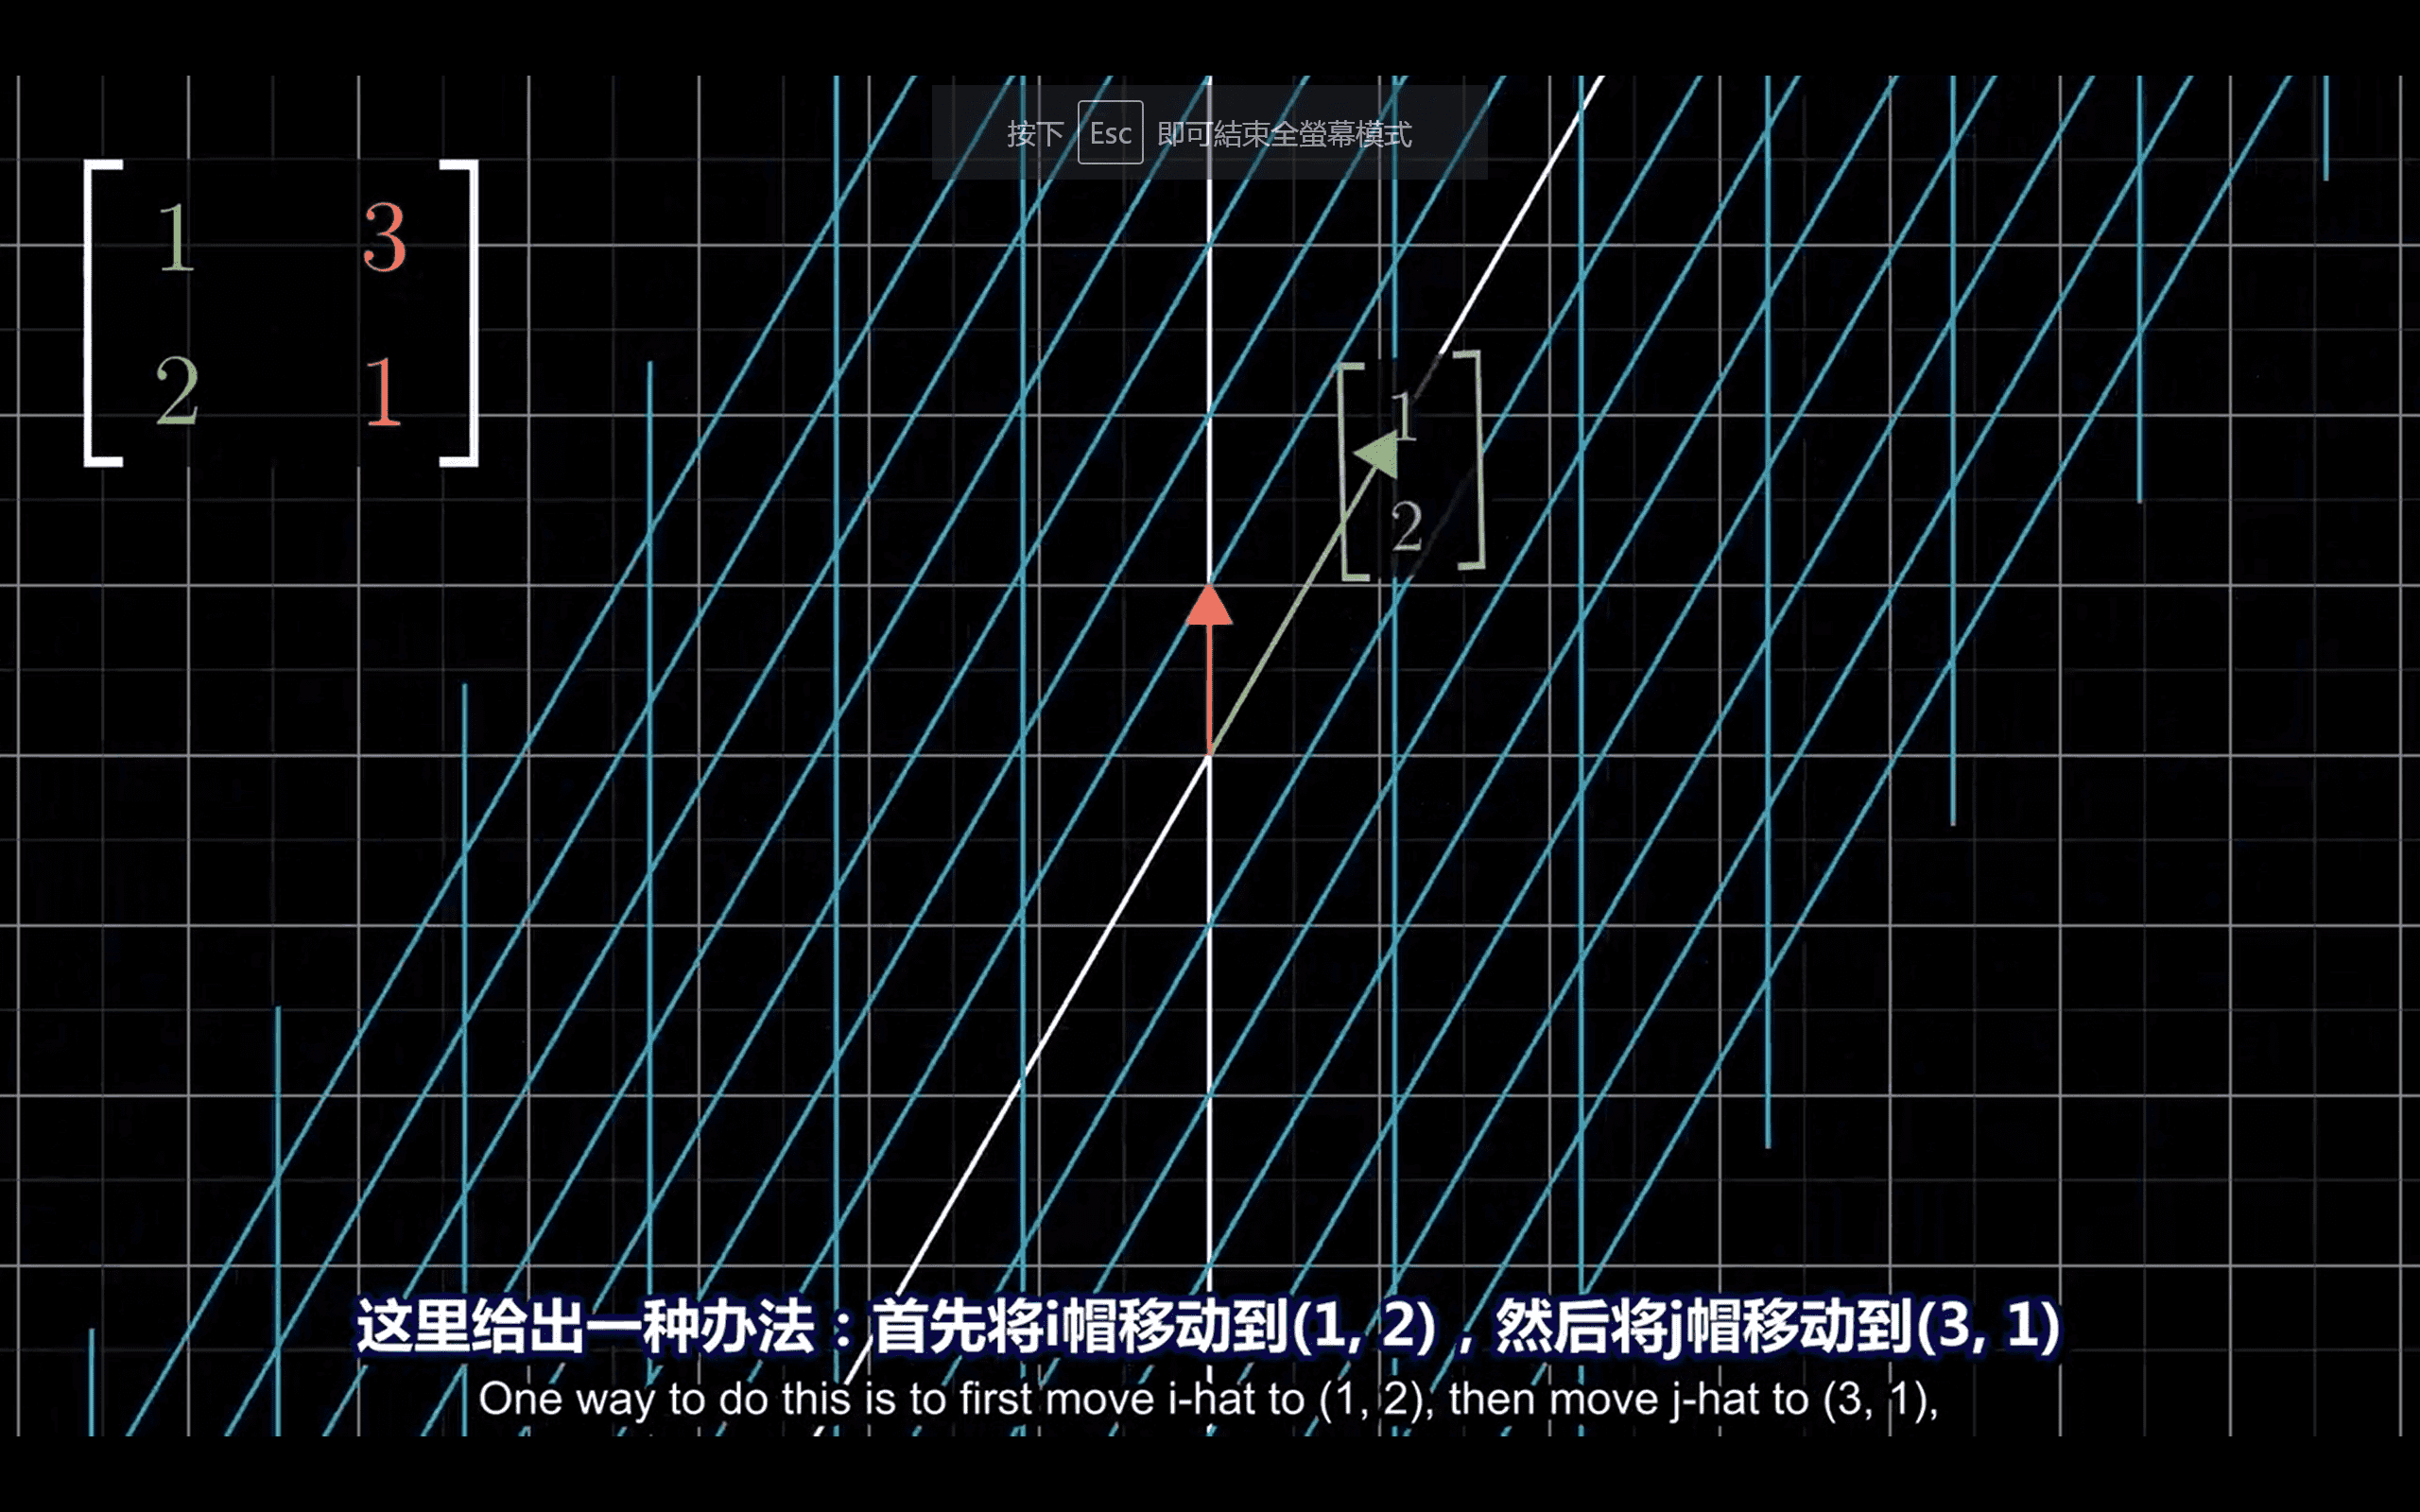 按下 Esc 即可結束全螢幕模式
1 3
2 1
1
2
这里给出一种办法：首先将i帽移动到(1, 2)，然后将j帽移动到(3, 1)
One way to do this is to first move i-hat to (1, 2), then move j-hat to (3, 1),